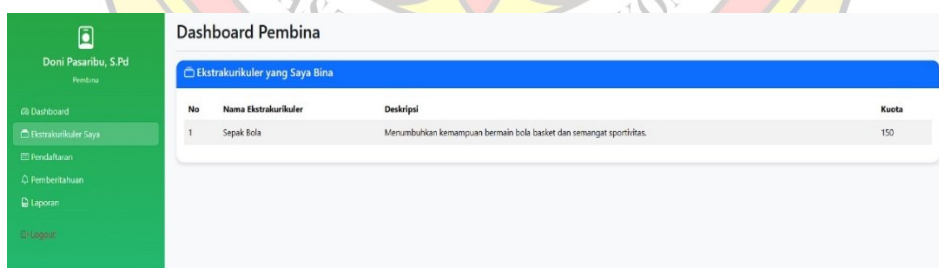 Doni Pasaribu, S.Pd
Pembina
Dashboard
Ekstrakurikuler Saya
Pendaftaran
Pemberitahuan
Laporan
Logout
Dashboard Pembina
Ekstrakurikuler yang Saya Bina
No Nama Ekstrakurikuler Deskripsi Kuota
1 Sepak Bola Menumbuhkan kemampuan bermain bola basket dan semangat sportivitas. 150